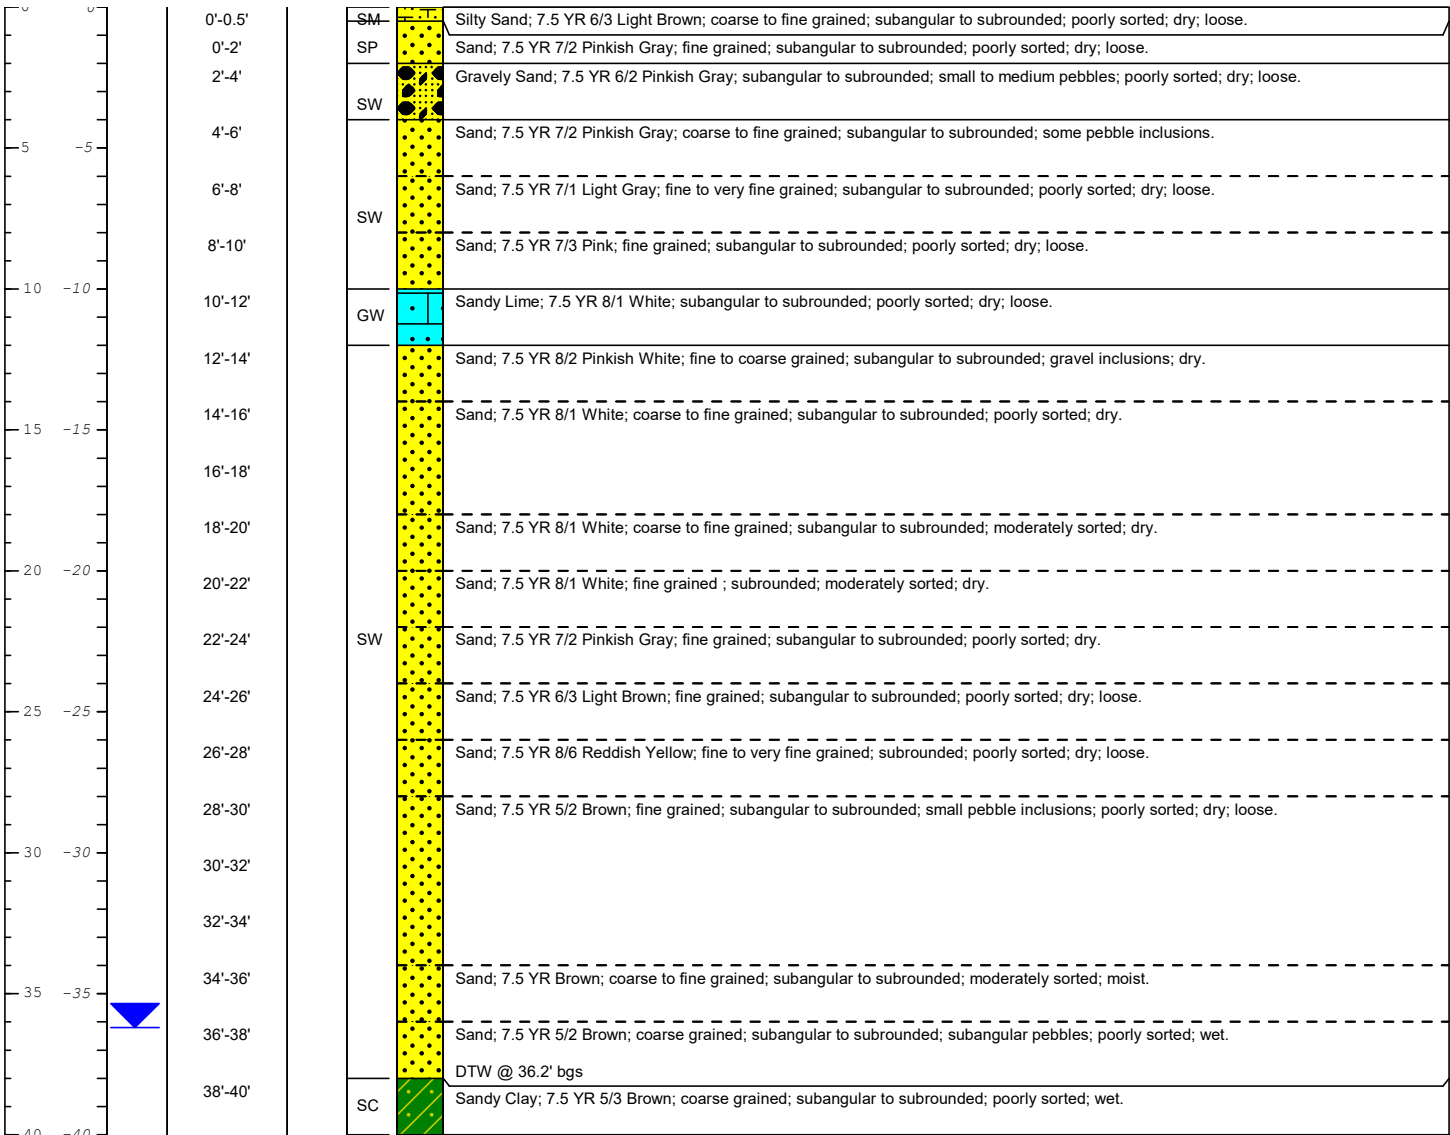 0 0
0'-0.5' SM Silty Sand; 7.5 YR 6/3 Light Brown; coarse to fine grained; subangular to subrounded; poorly sorted; dry; loose.
0'-2' SP Sand; 7.5 YR 7/2 Pinkish Gray; fine grained; subangular to subrounded; poorly sorted; dry; loose.
2'-4' Gravely Sand; 7.5 YR 6/2 Pinkish Gray; subangular to subrounded; small to medium pebbles; poorly sorted; dry; loose.
SW
4'-6' Sand; 7.5 YR 7/2 Pinkish Gray; coarse to fine grained; subangular to subrounded; some pebble inclusions.
5 -5
6'-8' Sand; 7.5 YR 7/1 Light Gray; fine to very fine grained; subangular to subrounded; poorly sorted; dry; loose.
SW
8'-10' Sand; 7.5 YR 7/3 Pink; fine grained; subangular to subrounded; poorly sorted; dry; loose.
10 -10
10'-12' Sandy Lime; 7.5 YR 8/1 White; subangular to subrounded; poorly sorted; dry; loose.
GW
12'-14' Sand; 7.5 YR 8/2 Pinkish White; fine to coarse grained; subangular to subrounded; gravel inclusions; dry.
14'-16' Sand; 7.5 YR 8/1 White; coarse to fine grained; subangular to subrounded; poorly sorted; dry.
15 -15
16'-18'
18'-20' Sand; 7.5 YR 8/1 White; coarse to fine grained; subangular to subrounded; moderately sorted; dry.
20 -20
20'-22' Sand; 7.5 YR 8/1 White; fine grained ; subrounded; moderately sorted; dry.
22'-24' SW Sand; 7.5 YR 7/2 Pinkish Gray; fine grained; subangular to subrounded; poorly sorted; dry.
24'-26' Sand; 7.5 YR 6/3 Light Brown; fine grained; subangular to subrounded; poorly sorted; dry; loose.
25 -25
26'-28' Sand; 7.5 YR 8/6 Reddish Yellow; fine to very fine grained; subrounded; poorly sorted; dry; loose.
28'-30' Sand; 7.5 YR 5/2 Brown; fine grained; subangular to subrounded; small pebble inclusions; poorly sorted; dry; loose.
30 -30
30'-32'
32'-34'
34'-36' Sand; 7.5 YR Brown; coarse to fine grained; subangular to subrounded; moderately sorted; moist.
35 -35
36'-38' Sand; 7.5 YR 5/2 Brown; coarse grained; subangular to subrounded; subangular pebbles; poorly sorted; wet.
DTW @ 36.2' bgs
38'-40' SC Sandy Clay; 7.5 YR 5/3 Brown; coarse grained; subangular to subrounded; poorly sorted; wet.
40 -40